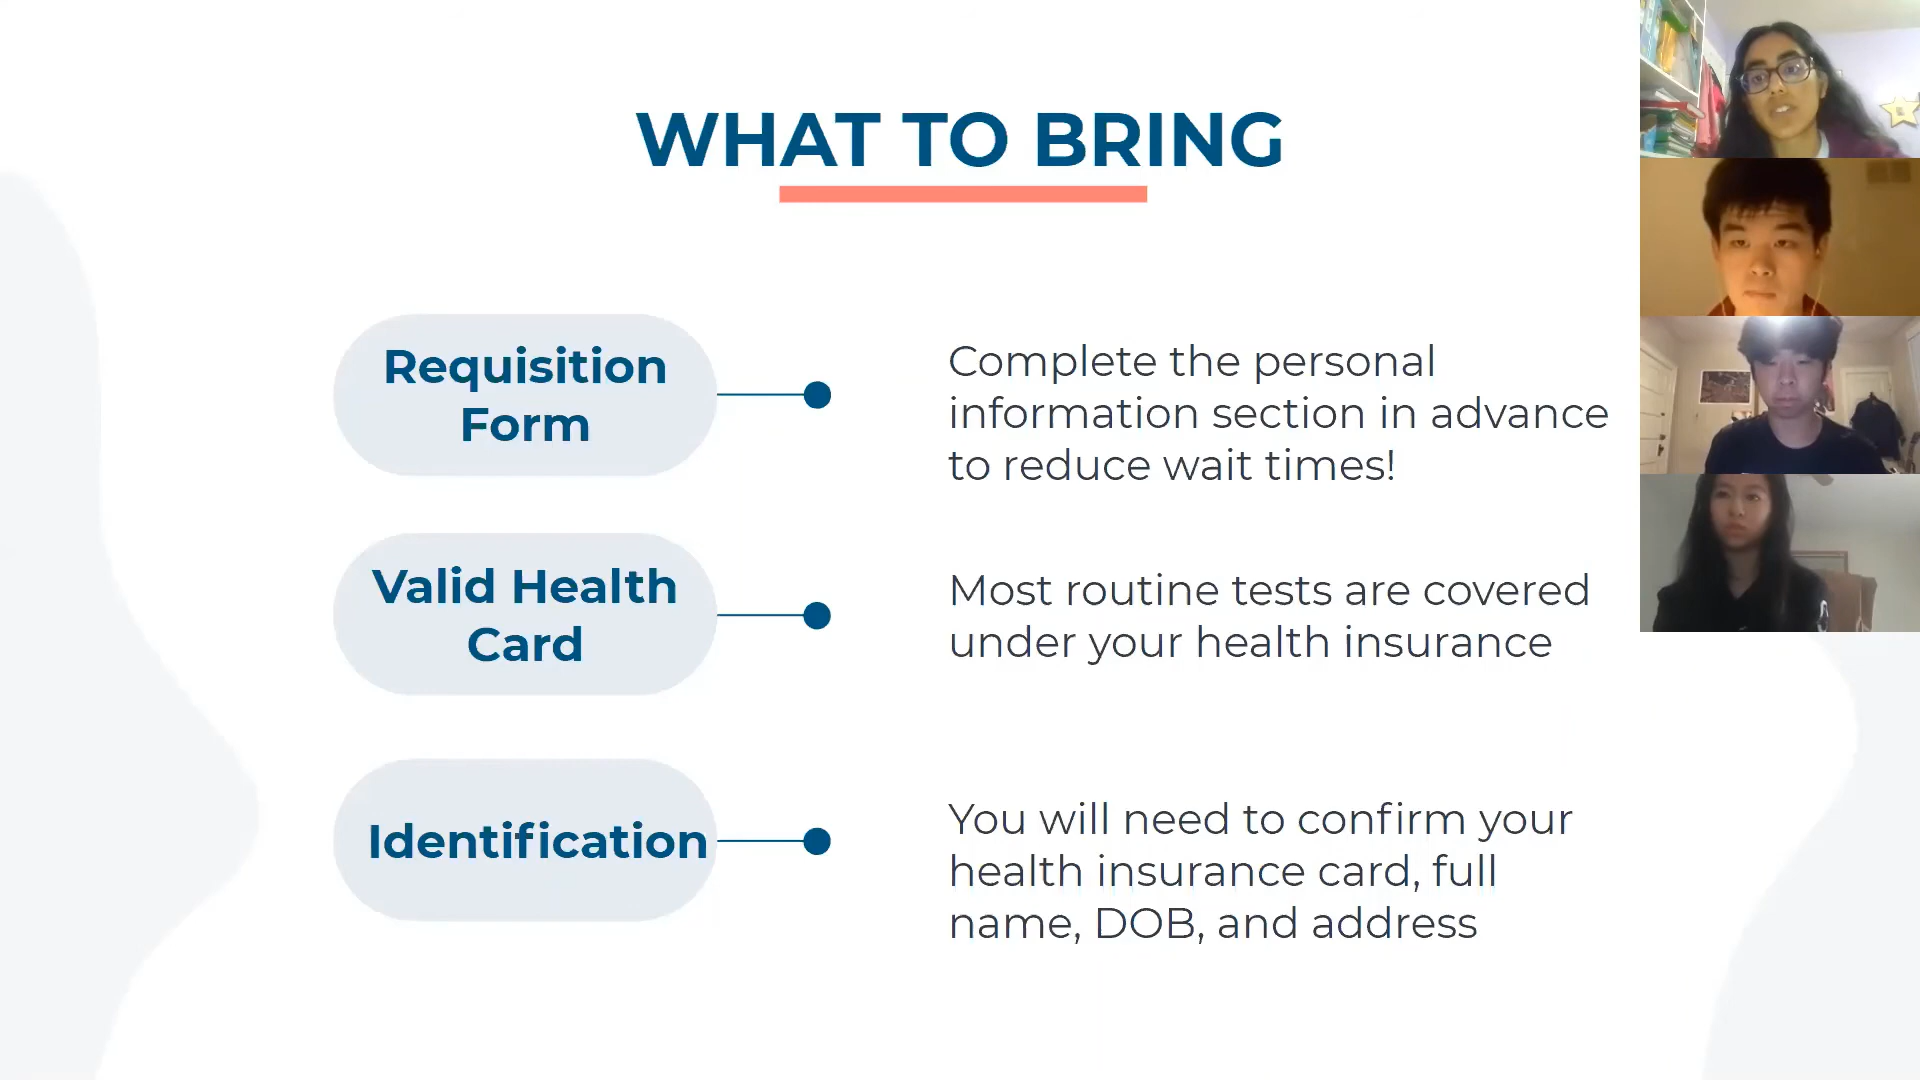 WHAT TO BRING
Requisition
Form
Complete the personal
information section in advance
to reduce wait times!
Valid Health
Card
Most routine tests are covered
under your health insurance
Identification
You will need to confirm your
health insurance card, full
name, DOB, and address